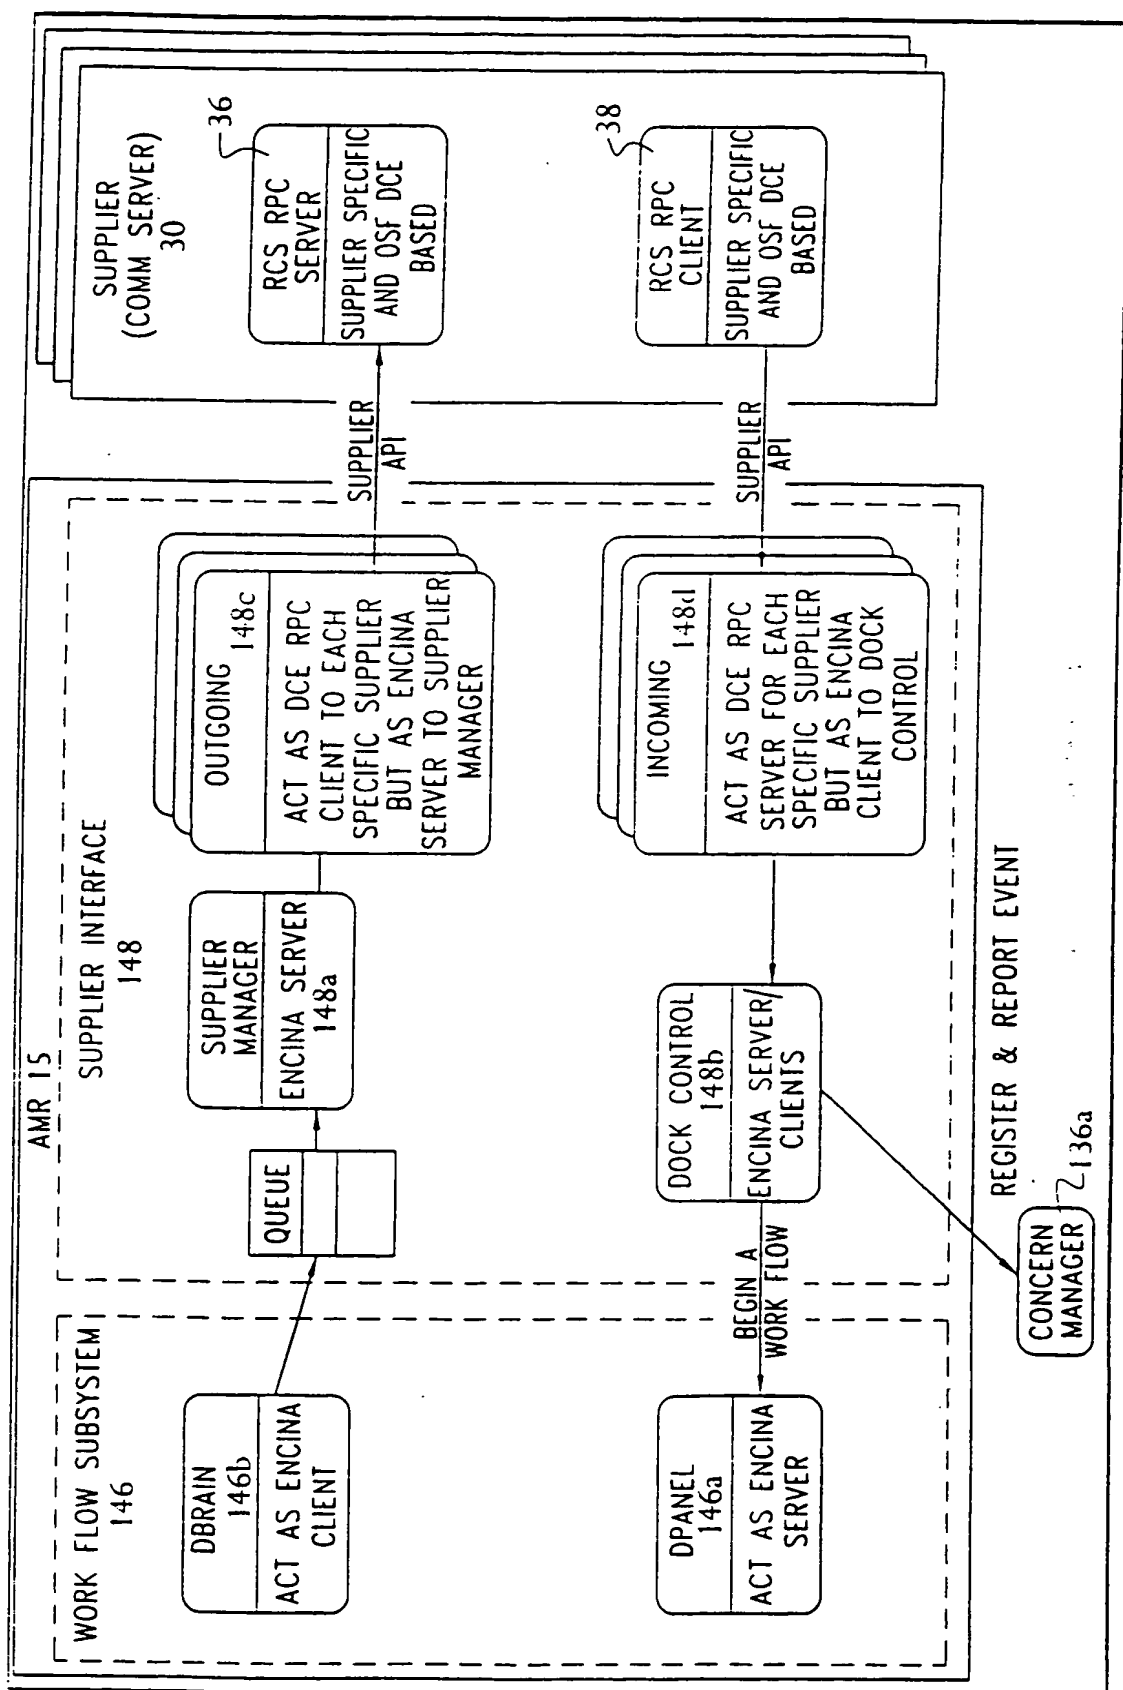 AMR 15
WORK FLOW SUBSYSTEM
146
DBRAIN
146b
ACT AS ENCINA
CLIENT
DPANEL
146a
ACT AS ENCINA
SERVER
SUPPLIER INTERFACE
148
QUEUE
SUPPLIER
MANAGER
ENCINA SERVER
148a
OUTGOING
148c
ACT AS DCE RPC
CLIENT TO EACH
SPECIFIC SUPPLIER
BUT AS ENCINA
SERVER TO SUPPLIER
MANAGER
BEGIN A
WORK FLOW
DOCK CONTROL
148b
ENCINA SERVER/
CLIENTS
INCOMING
148d
ACT AS DCE RPC
SERVER FOR EACH
SPECIFIC SUPPLIER
BUT AS ENCINA
CLIENT TO DOCK
CONTROL
SUPPLIER
API
SUPPLIER
API
SUPPLIER
(COMM SERVER)
30
36
RCS RPC
SERVER
SUPPLIER SPECIFIC
AND OSF DCE
BASED
38
RCS RPC
CLIENT
SUPPLIER SPECIFIC
AND OSF DCE
BASED
REGISTER & REPORT EVENT
CONCERN
MANAGER
136a